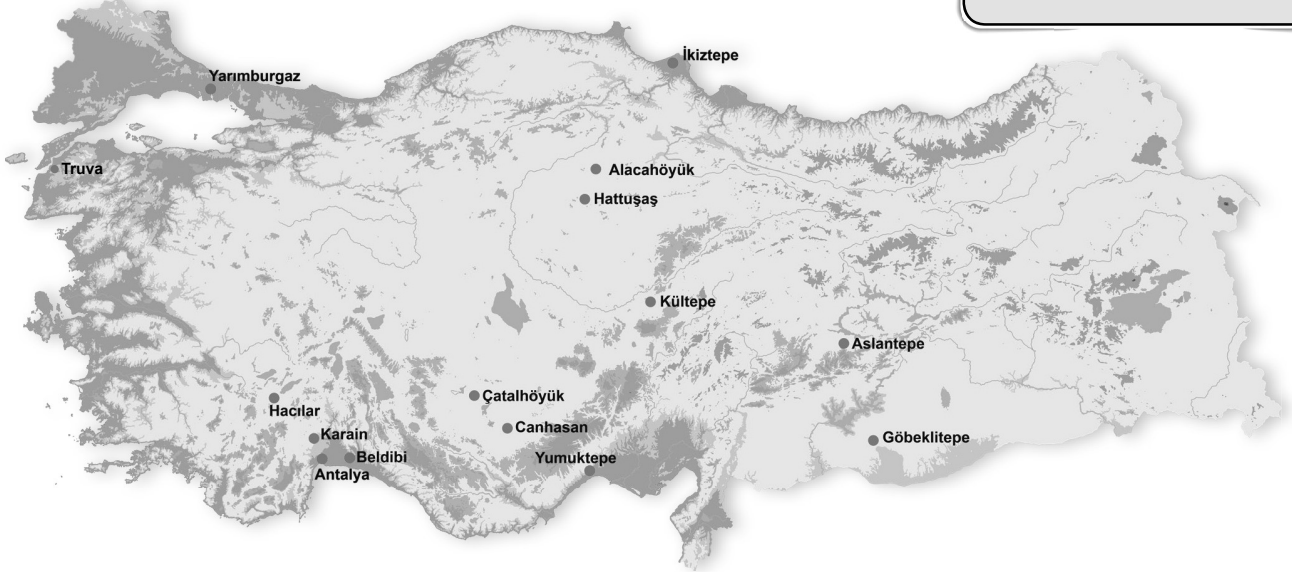 İkiztepe
Yarımburgaz
Truva
Alacahöyük
Hattuşaş
Kültepe
Aslantepe
Çatalhöyük
Hacılar
Canhasan
Karain
Göbeklitepe
Beldibi
Yumuktepe
Antalya